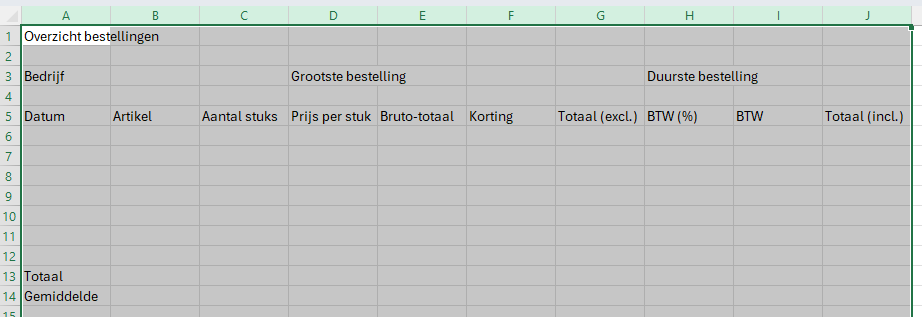 A B C D E F G H I J
1 Overzicht bestellingen
2
3 Bedrijf Grootste bestelling Duurste bestelling
4
5 Datum Artikel Aantal stuks Prijs per stuk Bruto-totaal Korting Totaal (excl.) BTW (%) BTW Totaal (incl.)
6
7
8
9
10
11
12
13 Totaal
14 Gemiddelde
15